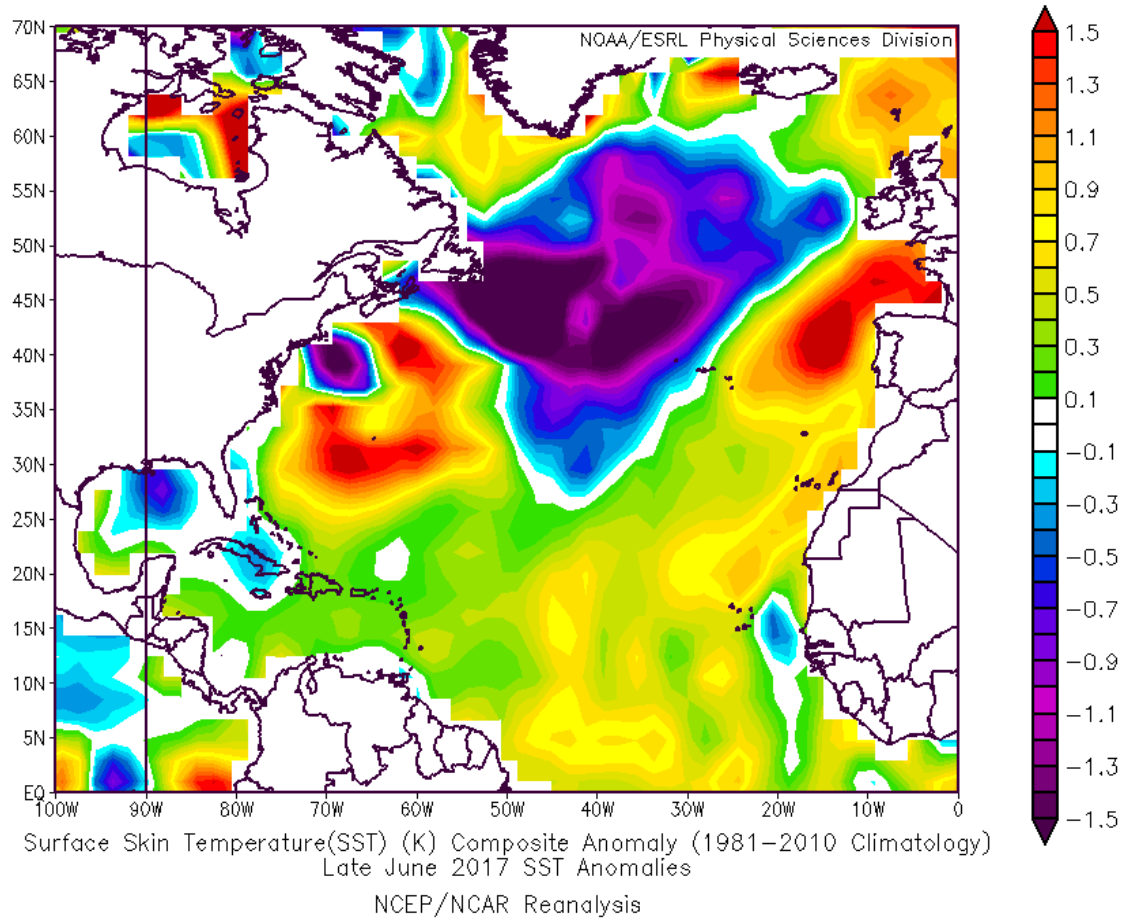 NOAA/ESRL Physical Sciences Division
70N
65N
60N
55N
50N
45N
40N
35N
30N
25N
20N
15N
10N
5N
EQ
100W 90W 80W 70W 60W 50W 40W 30W 20W 10W 0
1.5
1.3
1.1
0.9
0.7
0.5
0.3
0.1
−0.1
−0.3
−0.5
−0.7
−0.9
−1.1
−1.3
−1.5
Surface Skin Temperature(SST) (K) Composite Anomaly (1981−2010 Climatology)
Late June 2017 SST Anomalies
NCEP/NCAR Reanalysis